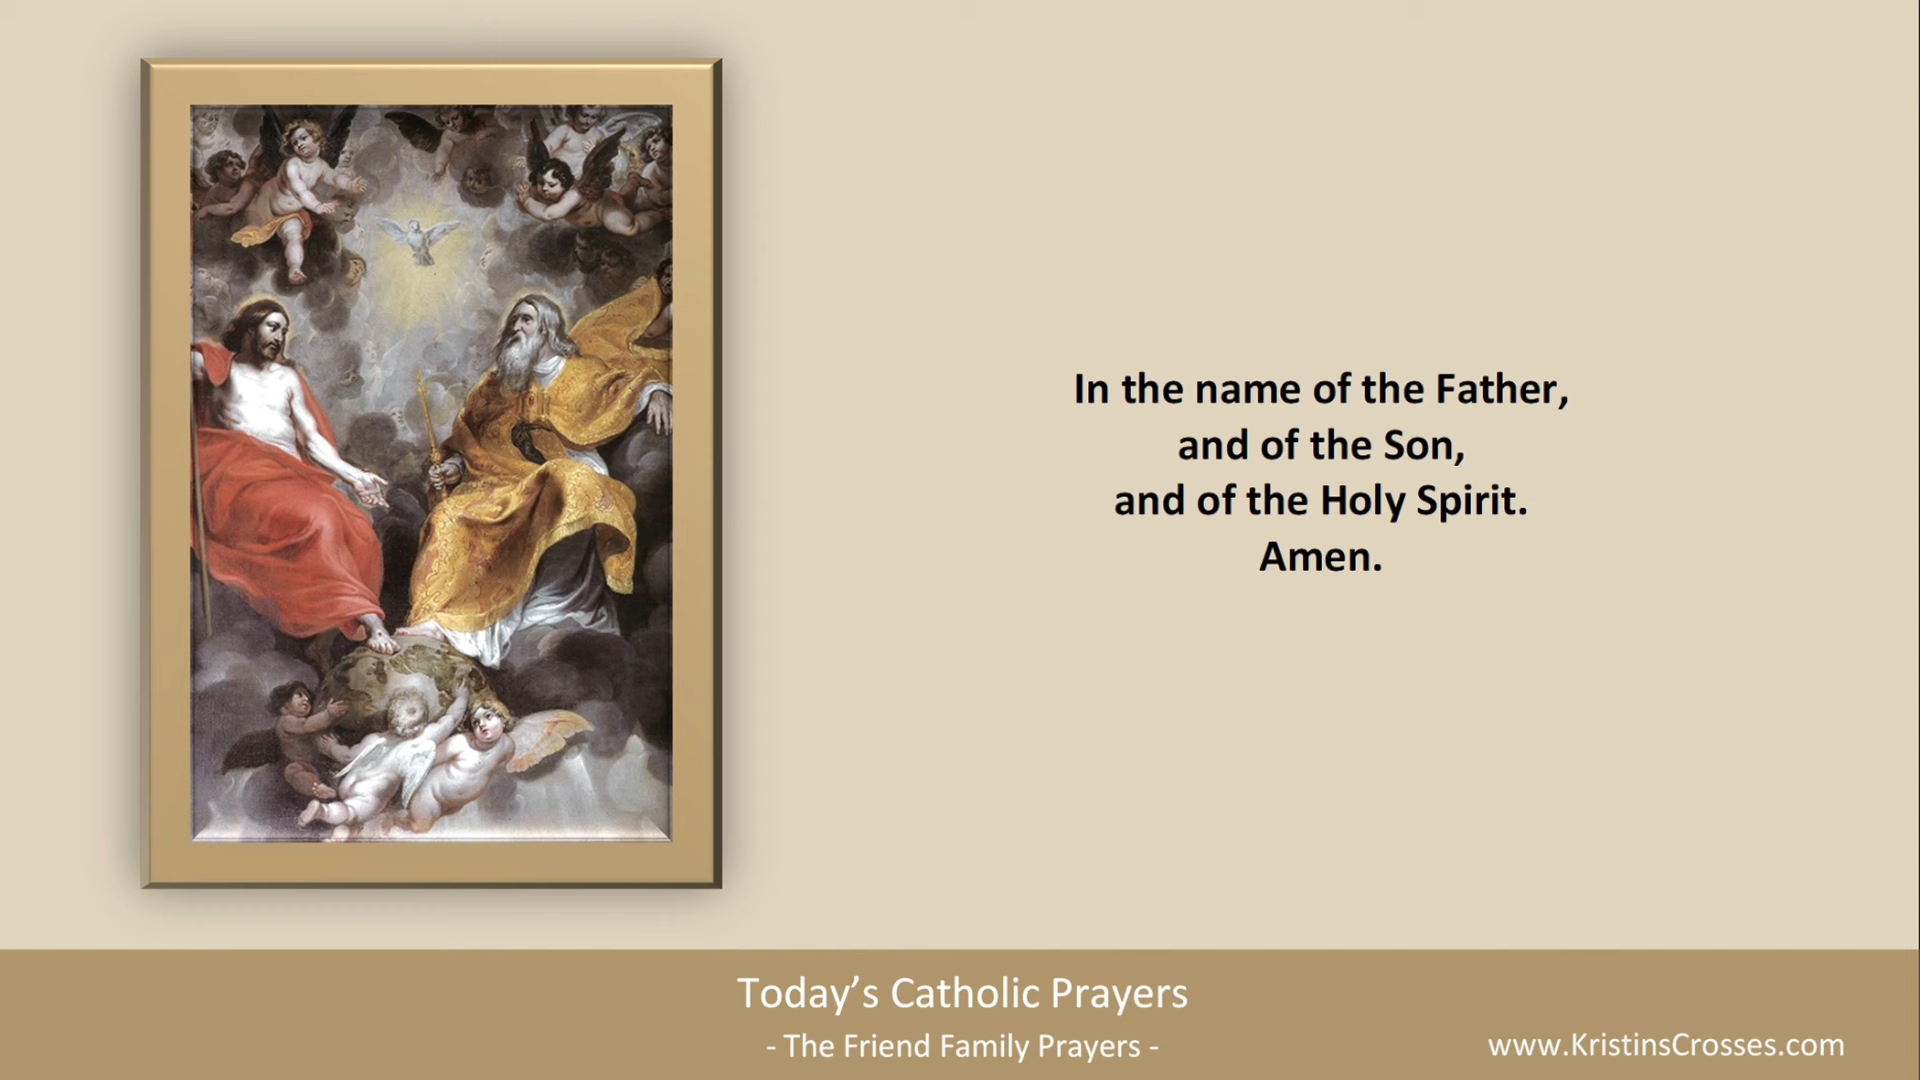 In the name of the Father,
and of the Son,
and of the Holy Spirit.
Amen.
Today’s Catholic Prayers
- The Friend Family Prayers -
www.KristinsCrosses.com